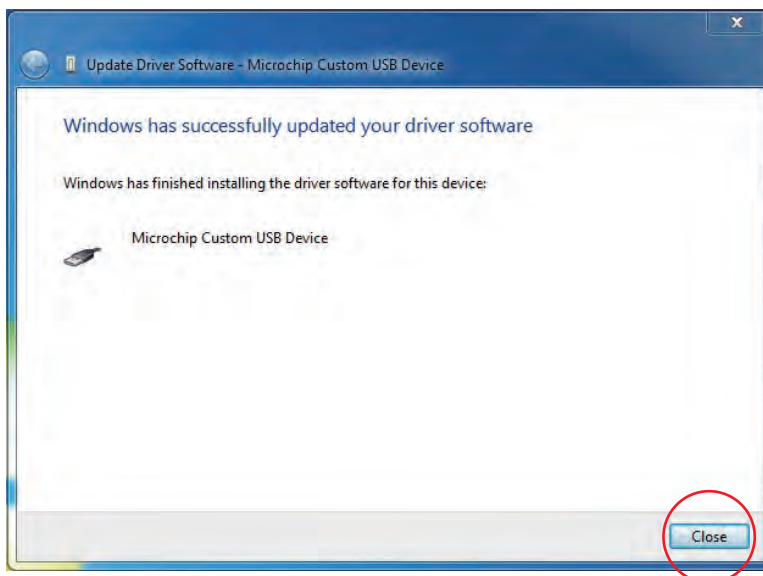 Update Driver Software - Microchip Custom USB Device
Windows has successfully updated your driver software
Windows has finished installing the driver software for this device:
Microchip Custom USB Device
Close